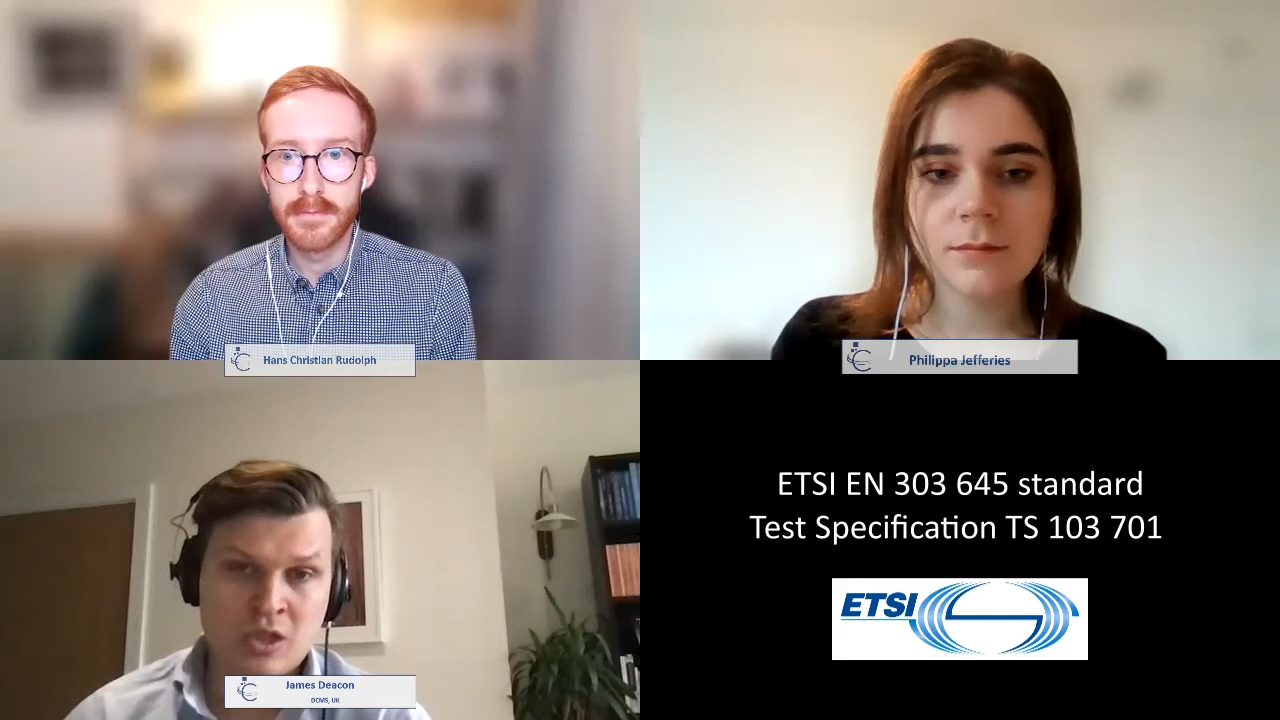 Hans Christian Rudolph
Philippa Jefferies
ETSI EN 303 645 standard
Test Specification TS 103 701
ETSI
James Deacon
DCMS, UK